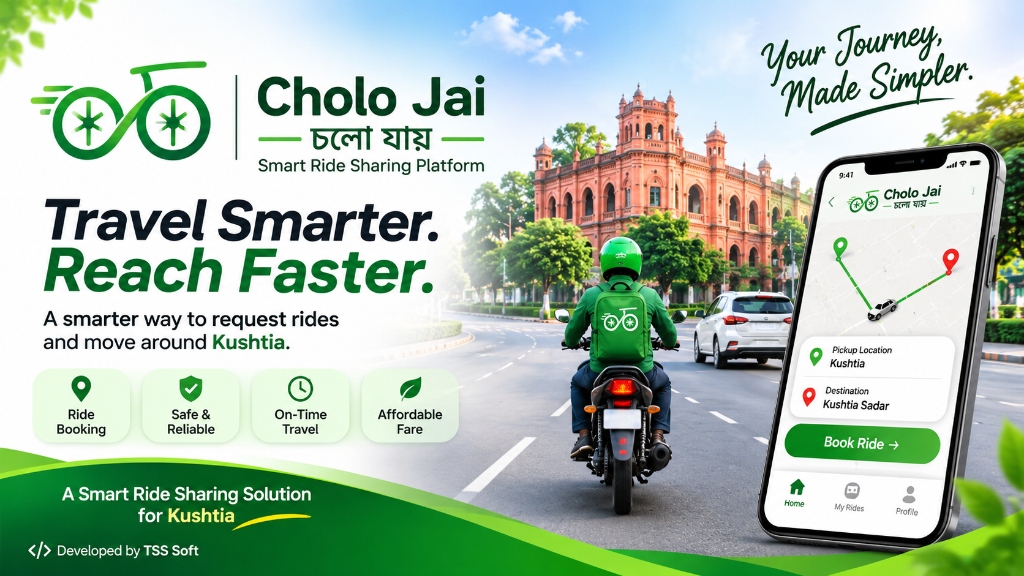 Cholo Jai
চলো যায়
Smart Ride Sharing Platform
Your Journey,
Made Simpler.
Travel Smarter.
Reach Faster.
A smarter way to request rides
and move around Kushtia.
Ride
Booking
Safe &
Reliable
On-Time
Travel
Affordable
Fare
A Smart Ride Sharing Solution
for Kushtia
</> Developed by TSS Soft
9:41
Cholo Jai
চলো যায়
Pickup Location
Kushtia
Destination
Kushtia Sadar
Book Ride →
Home
My Rides
Profile